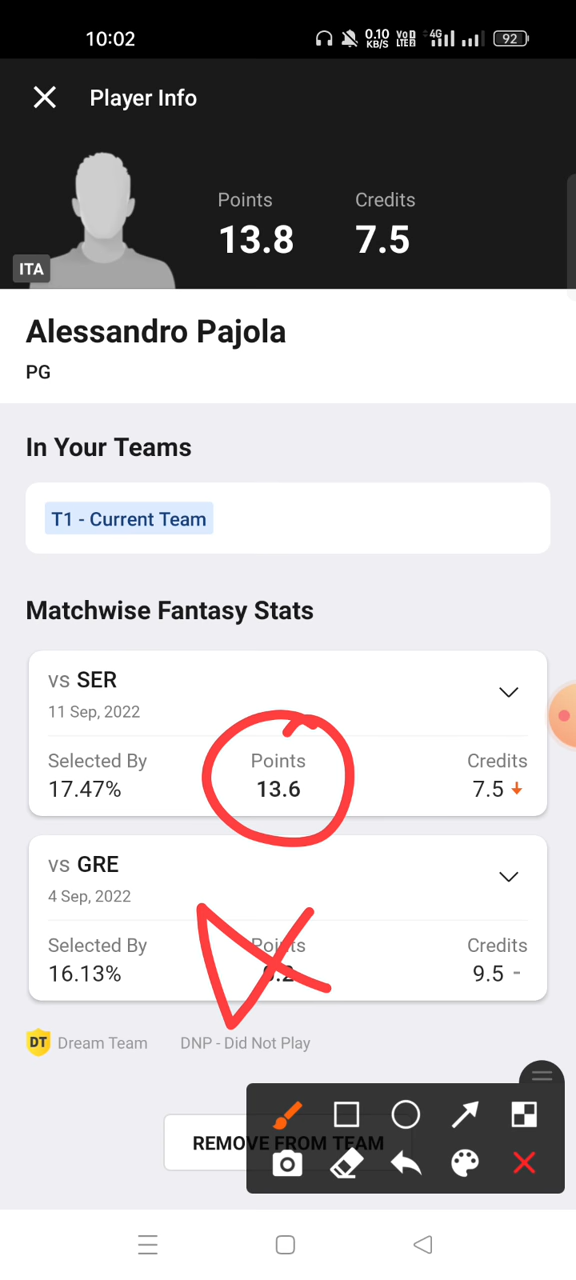 10:02 0.10 KB/S VoD LTE2 4G 92
Player Info
Points Credits
13.8 7.5
ITA
Alessandro Pajola
PG
In Your Teams
T1 - Current Team
Matchwise Fantasy Stats
vs SER
11 Sep, 2022
Selected By Points Credits
17.47% 13.6 7.5
vs GRE
4 Sep, 2022
Selected By Points Credits
16.13% 9.5 -
DT Dream Team DNP - Did Not Play
REMOVE FROM TEAM